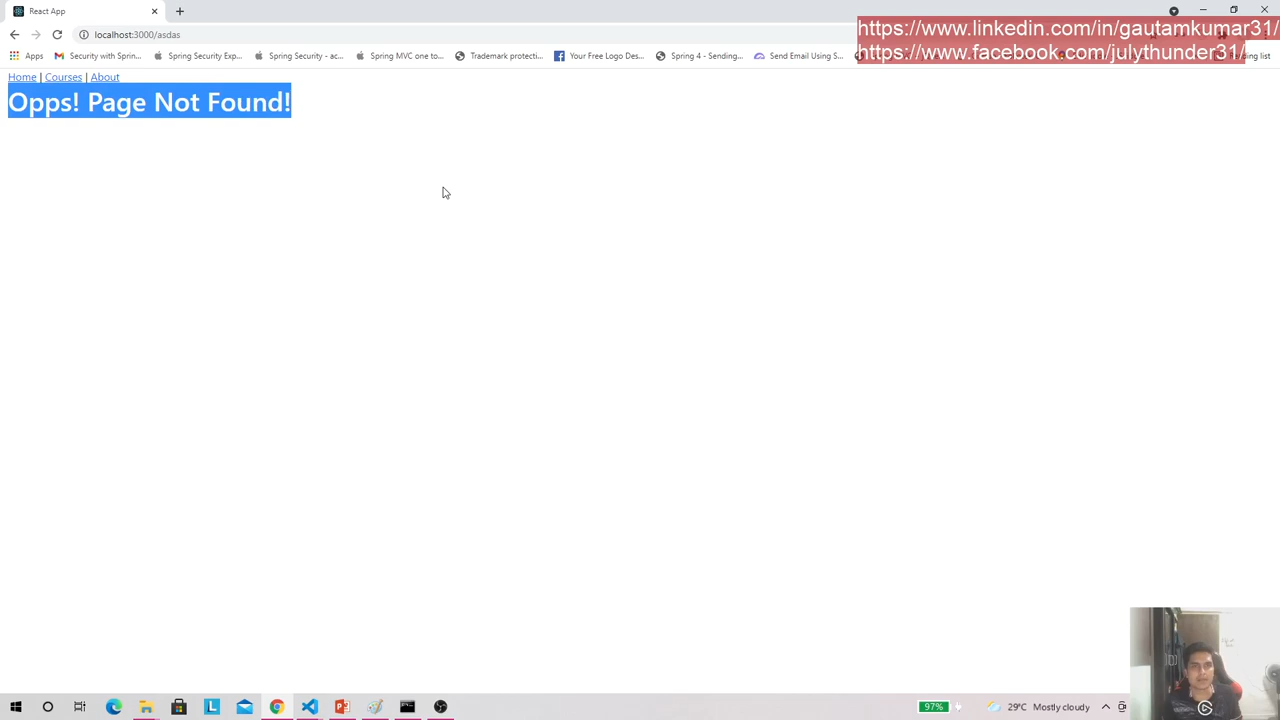 React App
localhost:3000/asdas
https://www.linkedin.com/in/gautamkumar31/
https://www.facebook.com/julythunder31/
Apps
Security with Sprin...
Spring Security Exp...
Spring Security - ac...
Spring MVC one to...
Trademark protecti...
Your Free Logo Des...
Spring 4 - Sending...
Send Email Using S...
list
Home | Courses | About
Opps! Page Not Found!
97%
29°C Mostly cloudy